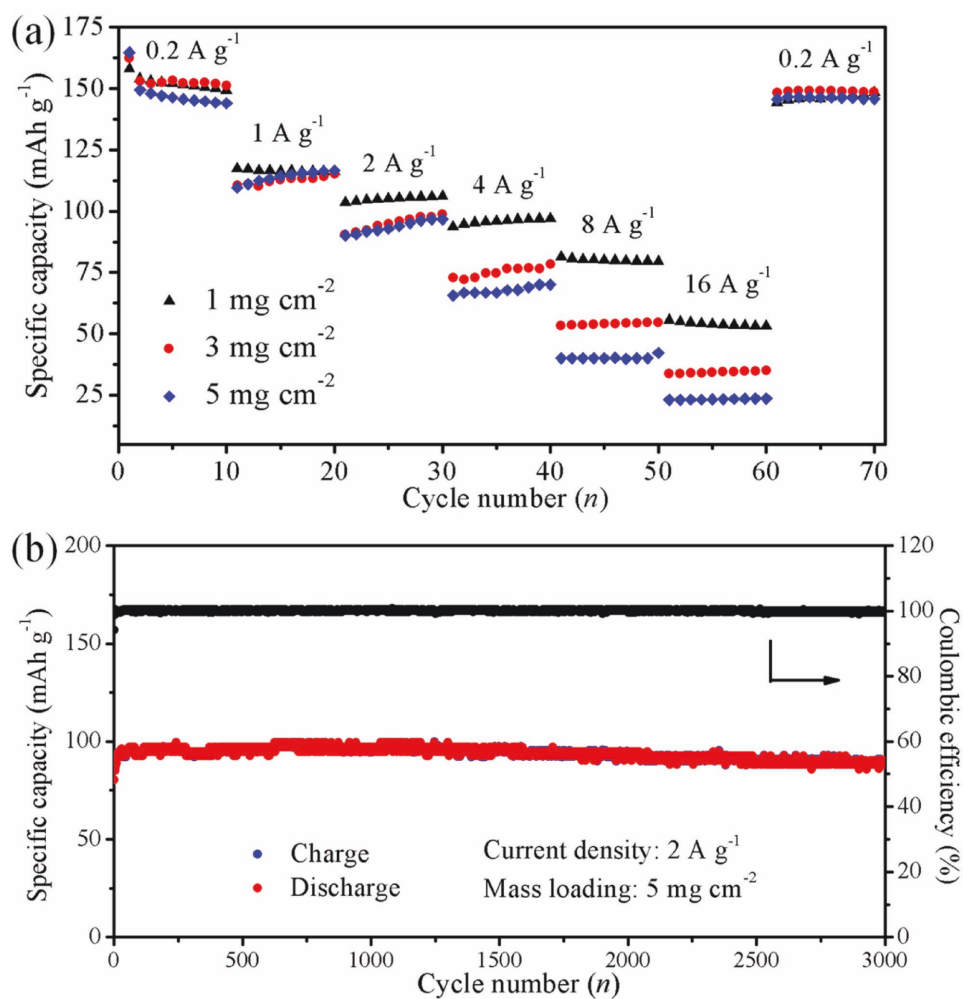 (a)
Specific capacity (mAh g⁻¹)
175
150
125
100
75
50
25
0.2 A g⁻¹
1 A g⁻¹
2 A g⁻¹
4 A g⁻¹
8 A g⁻¹
16 A g⁻¹
0.2 A g⁻¹
1 mg cm⁻²
3 mg cm⁻²
5 mg cm⁻²
0 10 20 30 40 50 60 70
Cycle number (n)
(b)
Specific capacity (mAh g⁻¹)
200
150
100
50
0
120
100
80
60
40
20
0
Coulombic efficiency (%)
Charge
Discharge
Current density: 2 A g⁻¹
Mass loading: 5 mg cm⁻²
0 500 1000 1500 2000 2500 3000
Cycle number (n)